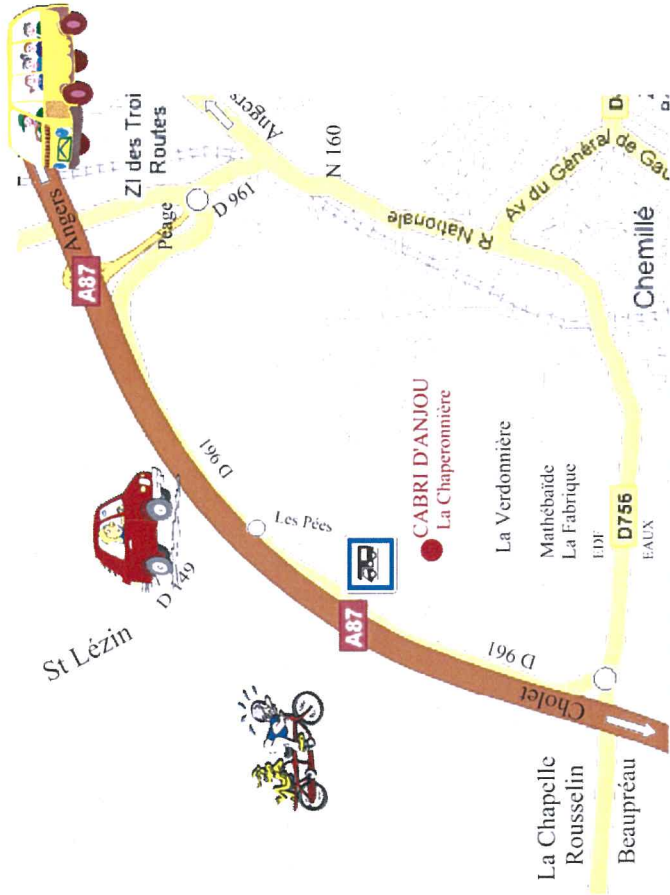 Angers
ZI des Troi
Routes
Angers
A87
Péage
D 961
N 160
R Nationale
Av du Général de Gau
D
Chemillé
D 961
D 149
St Lézin
Les Pées
CABRI D'ANJOU
La Chaperonnière
A87
La Verdonnière
Mathébaïde
La Fabrique
EDF
D756
EAUX
D 961
Cholet
La Chapelle
Rousselin
Beaupréau